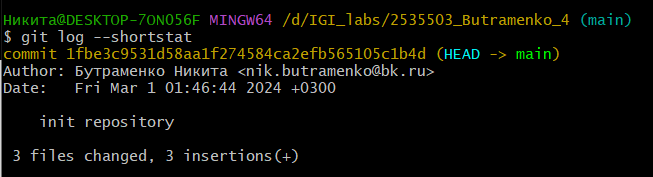 Никита@DESKTOP-7ON056F MINGW64 /d/IGI_labs/2535503_Butramenko_4 (main)
$ git log --shortstat
commit 1fbe3c9531d58aa1f274584ca2efb565105c1b4d (HEAD -> main)
Author: Бутраменко Никита <nik.butramenko@bk.ru>
Date:   Fri Mar 1 01:46:44 2024 +0300
    init repository
 3 files changed, 3 insertions(+)